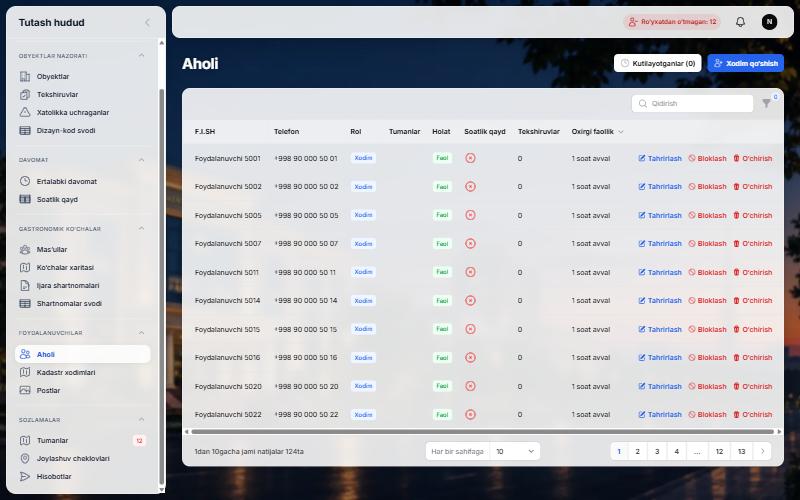 Tutash hudud
OBYEKTLAR NAZORATI
Obyektlar
Tekshiruvlar
Xatolikka uchraganlar
Dizayn-kod svodi
DAVOMAT
Ertalabki davomat
Soatlik qayd
GASTRONOMIK KO'CHALAR
Mas'ullar
Ko'chalar xaritasi
Ijara shartnomalari
Shartnomalar svodi
FOYDALANUVCHILAR
Aholi
Kadastr xodimlari
Postlar
SOZLAMALAR
Tumanlar 12
Joylashuv cheklovlari
Hisobotlar
Ro'yxatdan o'tmagan: 12 N
Aholi
Kutilayotganlar (0) Xodim qo'shish
Qidirish 0
F.I.SH Telefon Rol Tumanlar Holat Soatlik qayd Tekshiruvlar Oxirgi faollik
Foydalanuvchi 5001 +998 90 000 50 01 Xodim Faol 0 1 soat avval Tahrirlash Bloklash O'chirish
Foydalanuvchi 5002 +998 90 000 50 02 Xodim Faol 0 1 soat avval Tahrirlash Bloklash O'chirish
Foydalanuvchi 5005 +998 90 000 50 05 Xodim Faol 0 1 soat avval Tahrirlash Bloklash O'chirish
Foydalanuvchi 5007 +998 90 000 50 07 Xodim Faol 0 1 soat avval Tahrirlash Bloklash O'chirish
Foydalanuvchi 5011 +998 90 000 50 11 Xodim Faol 0 1 soat avval Tahrirlash Bloklash O'chirish
Foydalanuvchi 5014 +998 90 000 50 14 Xodim Faol 0 1 soat avval Tahrirlash Bloklash O'chirish
Foydalanuvchi 5015 +998 90 000 50 15 Xodim Faol 0 1 soat avval Tahrirlash Bloklash O'chirish
Foydalanuvchi 5016 +998 90 000 50 16 Xodim Faol 0 1 soat avval Tahrirlash Bloklash O'chirish
Foydalanuvchi 5020 +998 90 000 50 20 Xodim Faol 0 1 soat avval Tahrirlash Bloklash O'chirish
Foydalanuvchi 5022 +998 90 000 50 22 Xodim Faol 0 1 soat avval Tahrirlash Bloklash O'chirish
1dan 10gacha jami natijalar 124ta Har bir sahifaga 10 1 2 3 4 ... 12 13